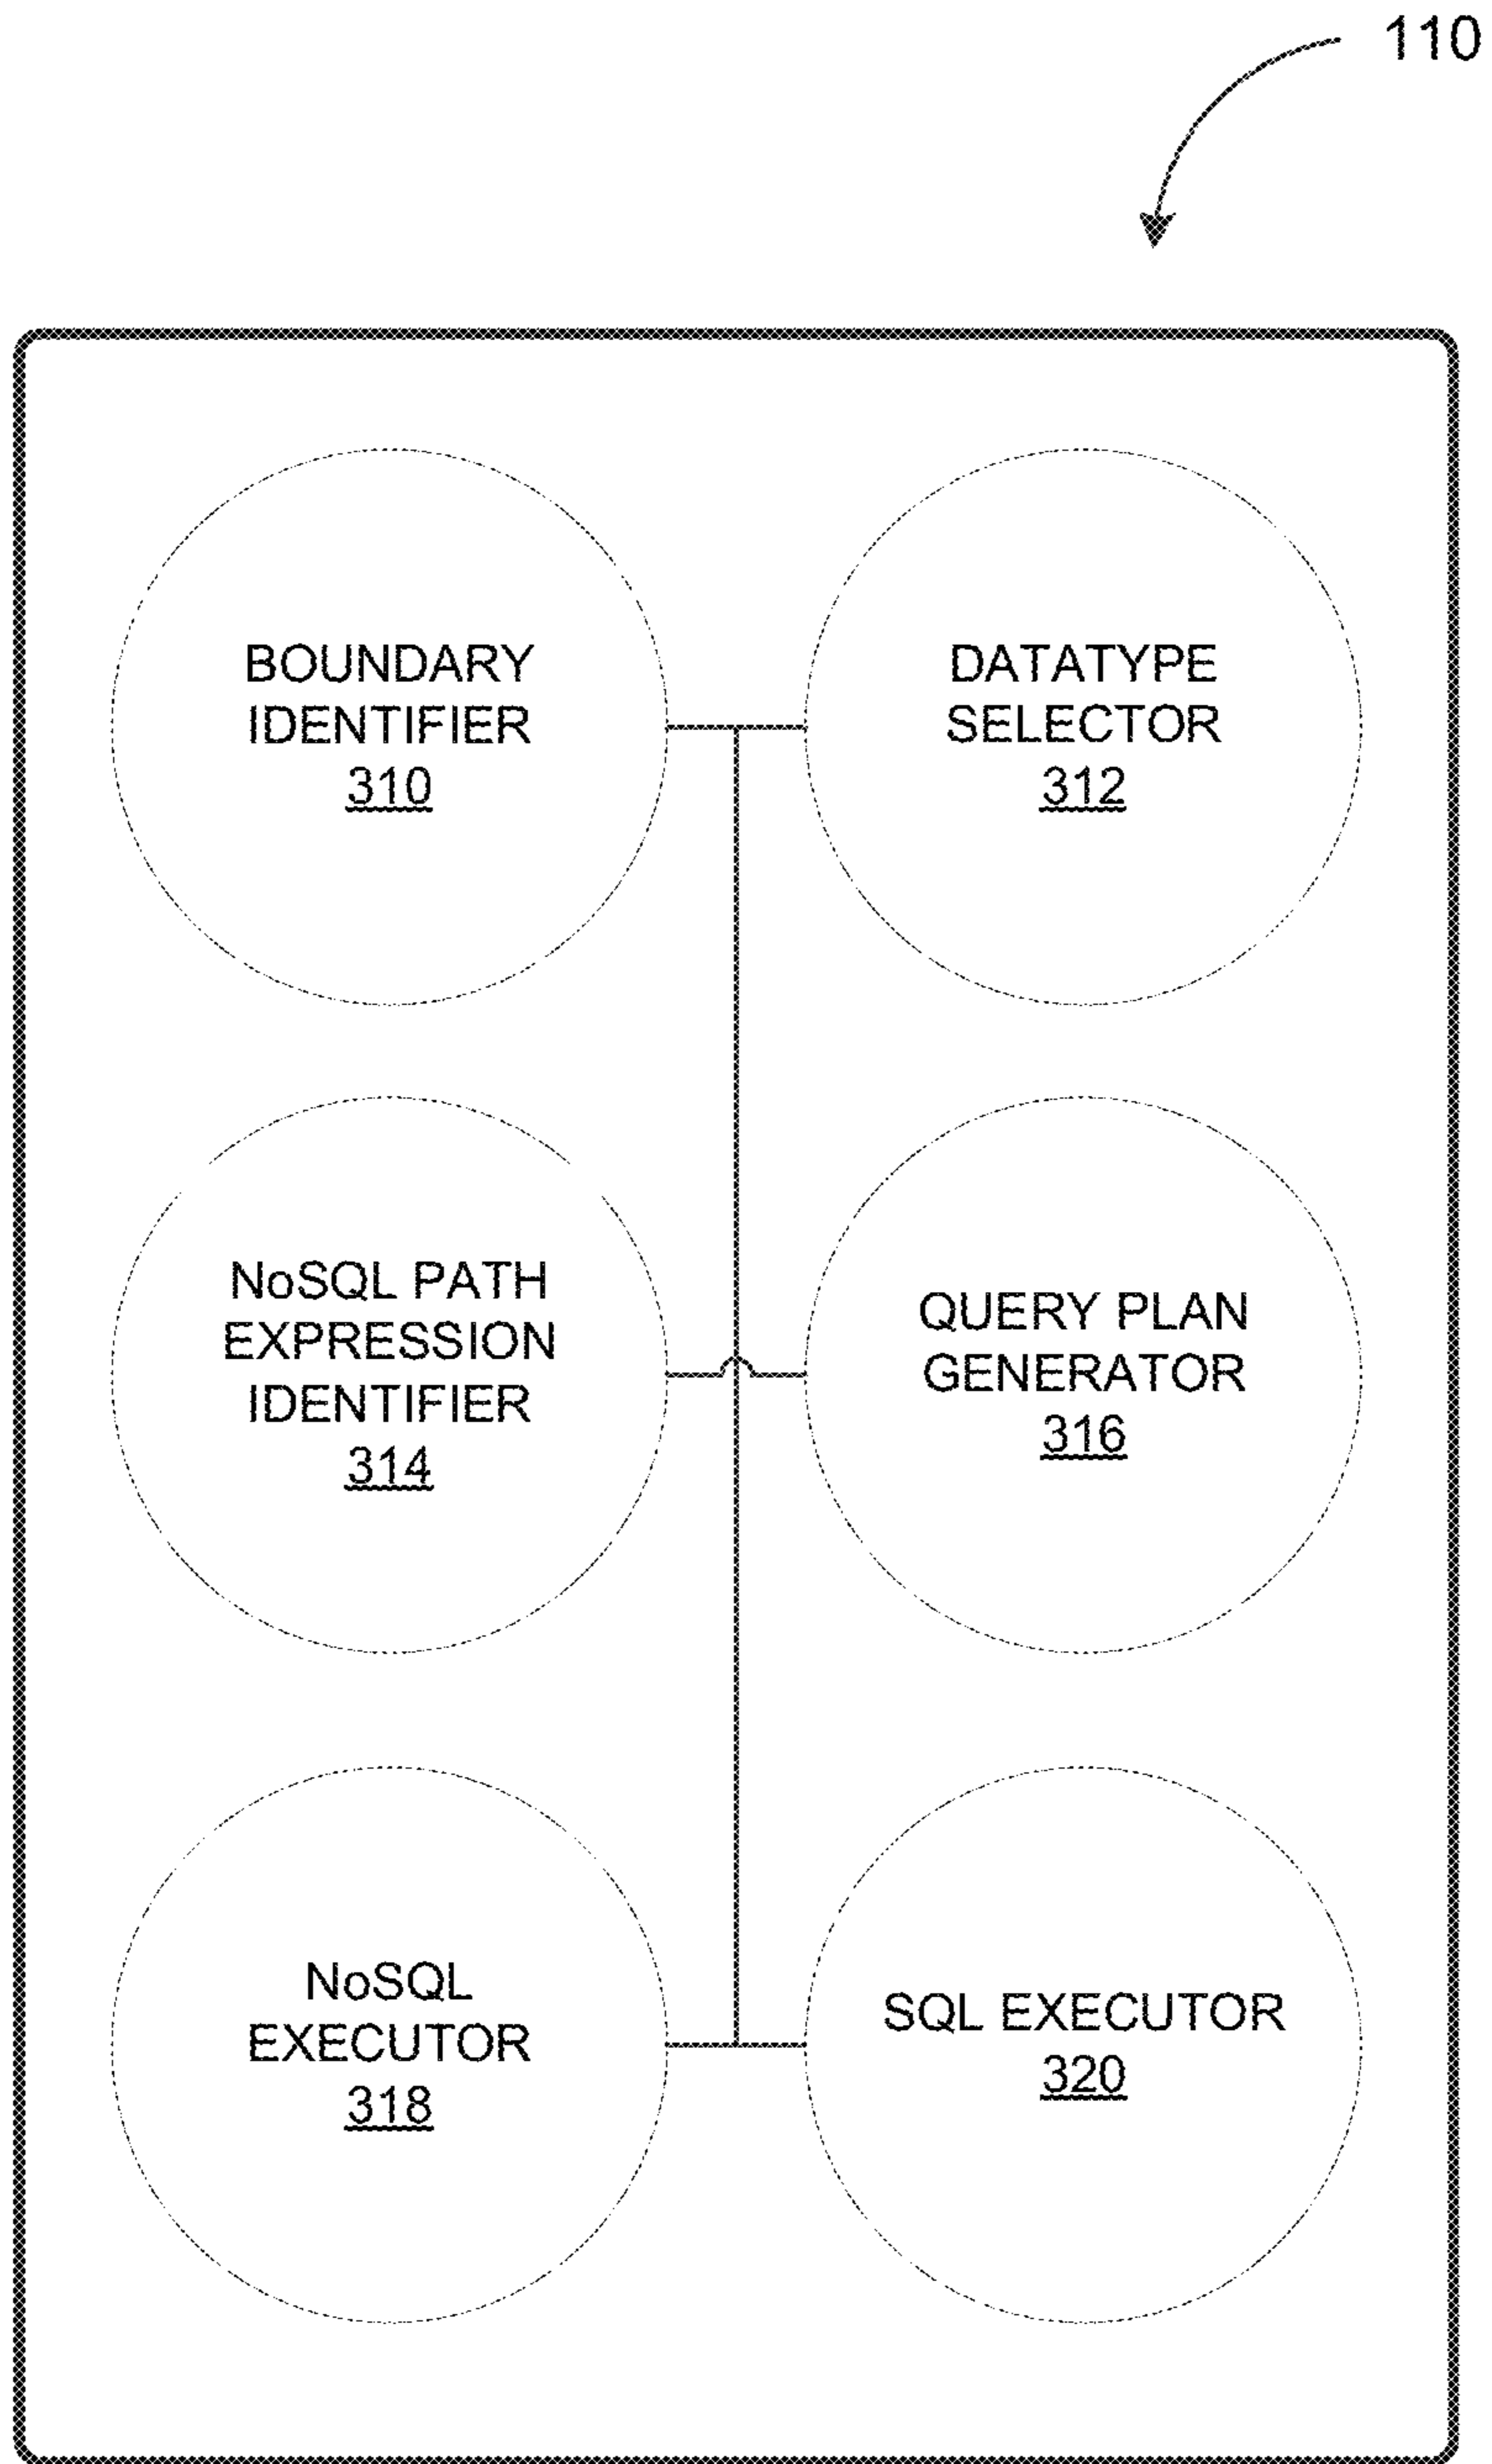 110
BOUNDARY
IDENTIFIER
310
DATATYPE
SELECTOR
312
NoSQL PATH
EXPRESSION
IDENTIFIER
314
QUERY PLAN
GENERATOR
316
NoSQL
EXECUTOR
318
SQL EXECUTOR
320